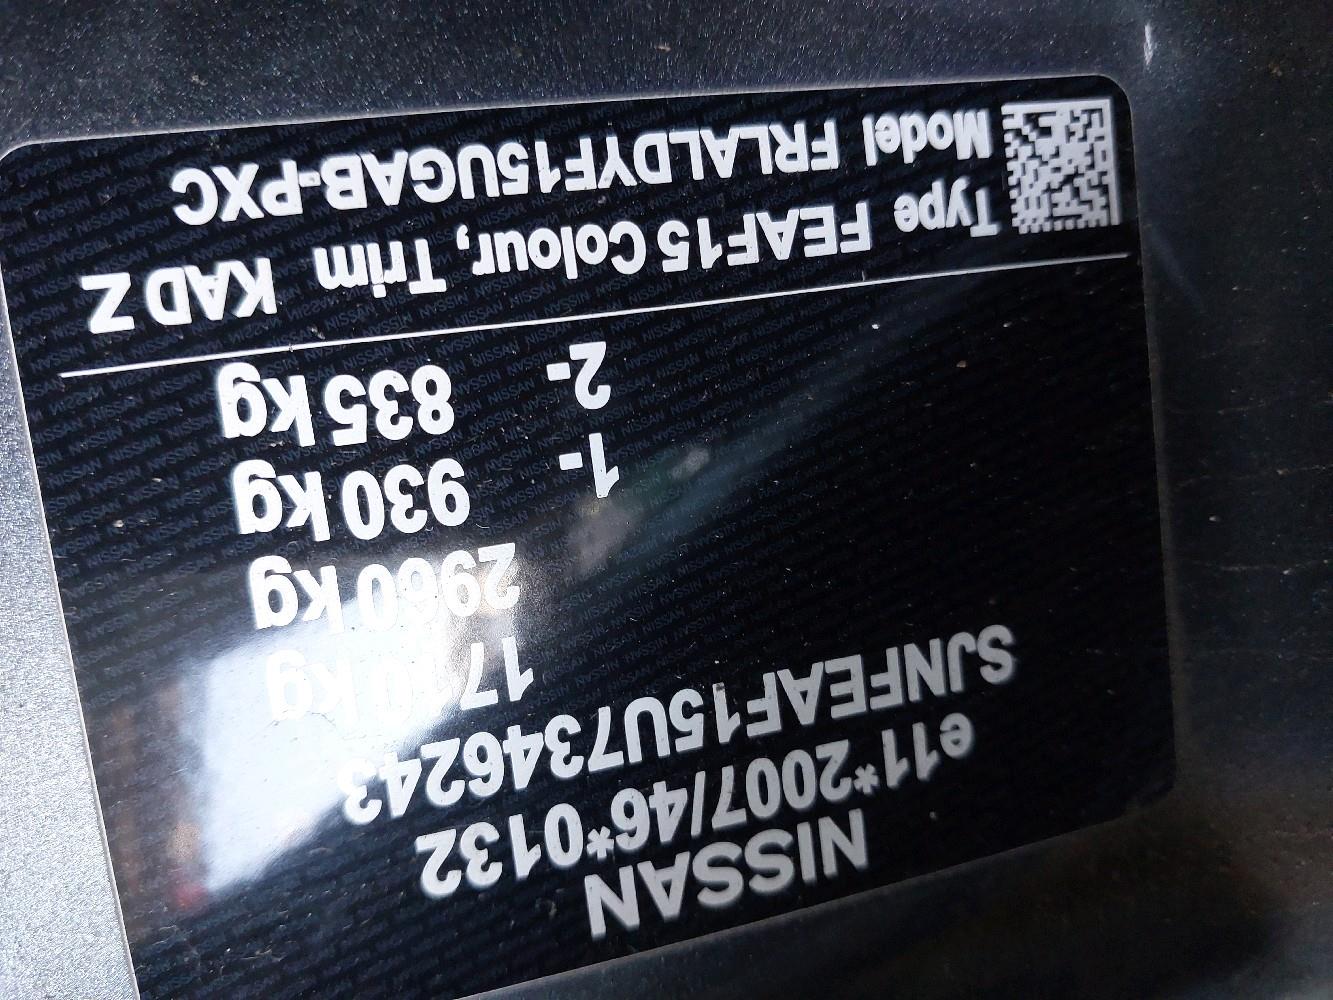 NISSAN
e11*2007/46*0132
SJNFEAF15U7346243
1710 kg
2960 kg
1- 930 kg
2- 835 kg
Type FEAF15 Colour, Trim KAD Z
Model FRLALDYF15UGAB-PXC